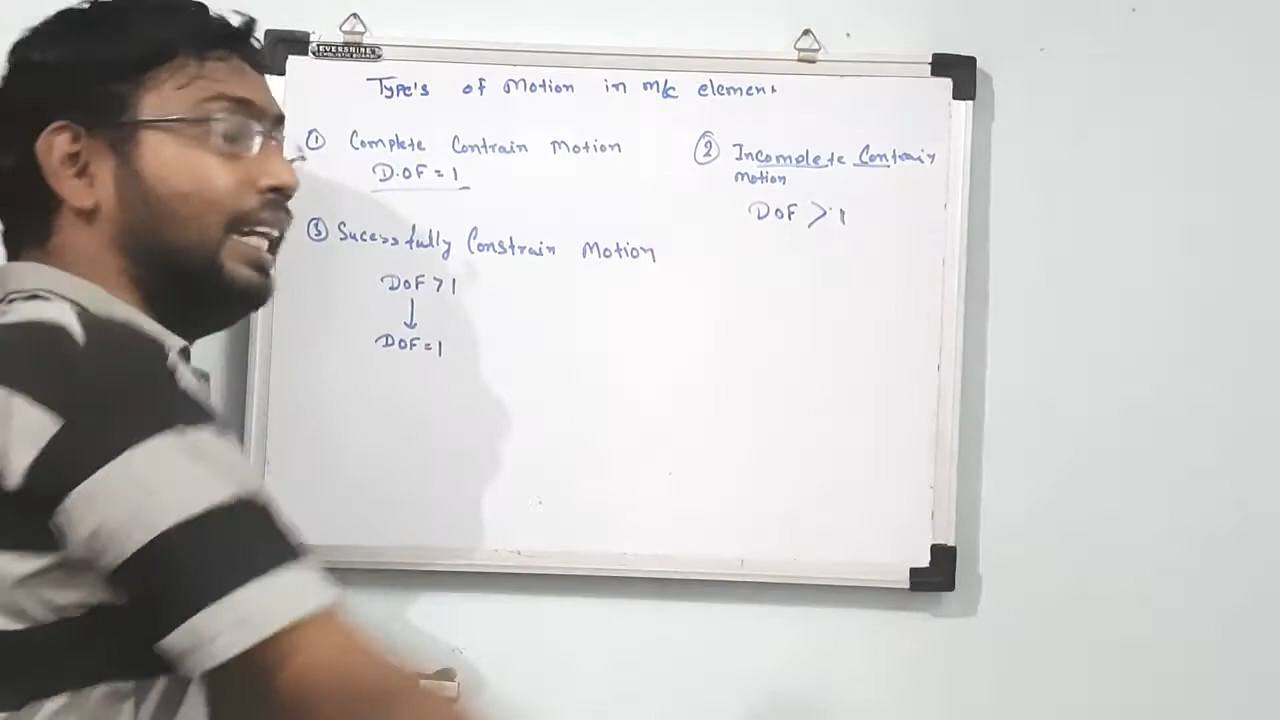 EVERSHINE
Type's of Motion in m/c element
① Complete Contrain Motion
D.OF = 1
② Incomplete Contrain
Motion
DOF > 1
③ Sucessfully Constrain Motion
DOF > 1
↓
DOF = 1